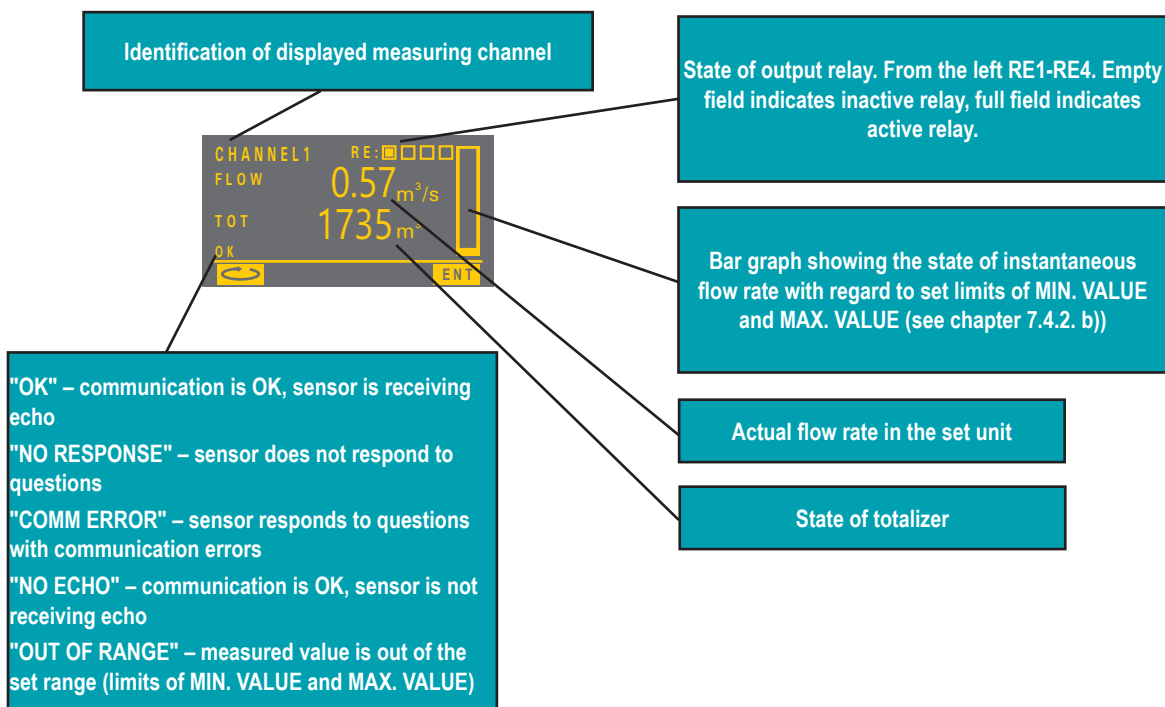 Identification of displayed measuring channel
State of output relay. From the left RE1-RE4. Empty
field indicates inactive relay, full field indicates
active relay.
CHANNEL1 RE:
FLOW 0.57 m³/s
TOT 1735 m³
OK
ENT
Bar graph showing the state of instantaneous
flow rate with regard to set limits of MIN. VALUE
and MAX. VALUE (see chapter 7.4.2. b))
"OK" – communication is OK, sensor is receiving
echo
"NO RESPONSE" – sensor does not respond to
questions
"COMM ERROR" – sensor responds to questions
with communication errors
"NO ECHO" – communication is OK, sensor is not
receiving echo
"OUT OF RANGE" – measured value is out of the
set range (limits of MIN. VALUE and MAX. VALUE)
Actual flow rate in the set unit
State of totalizer